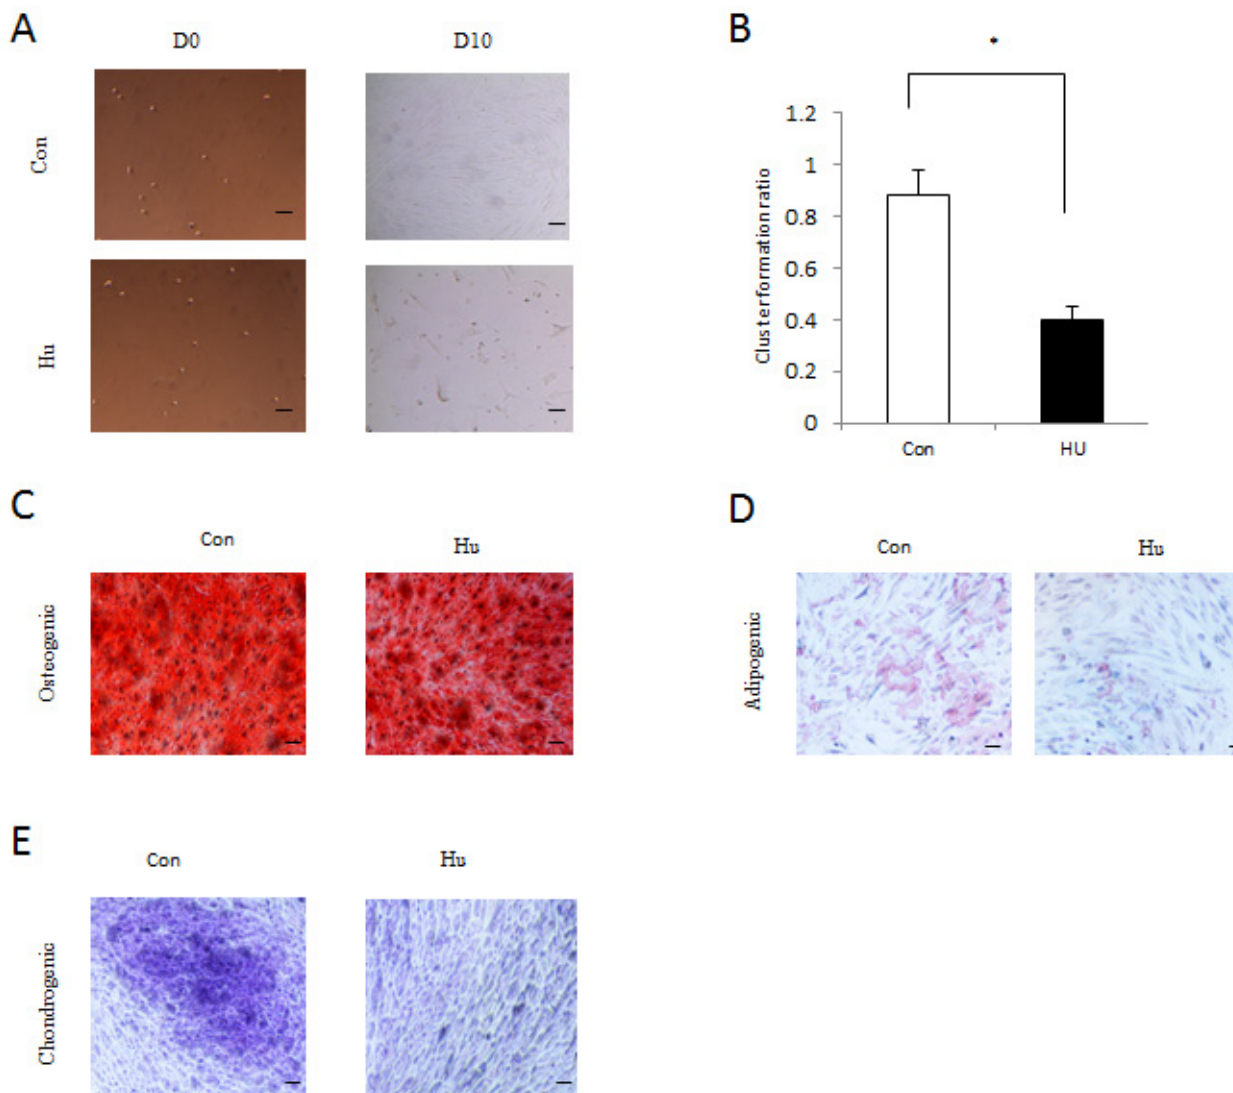 A
D0
D10
Con
Hu
B
*
Cluster formation ratio
1.2
1
0.8
0.6
0.4
0.2
0
Con
HU
C
Con
Hu
Osteogenic
D
Con
Hu
Adipogenic
E
Con
Hu
Chondrogenic